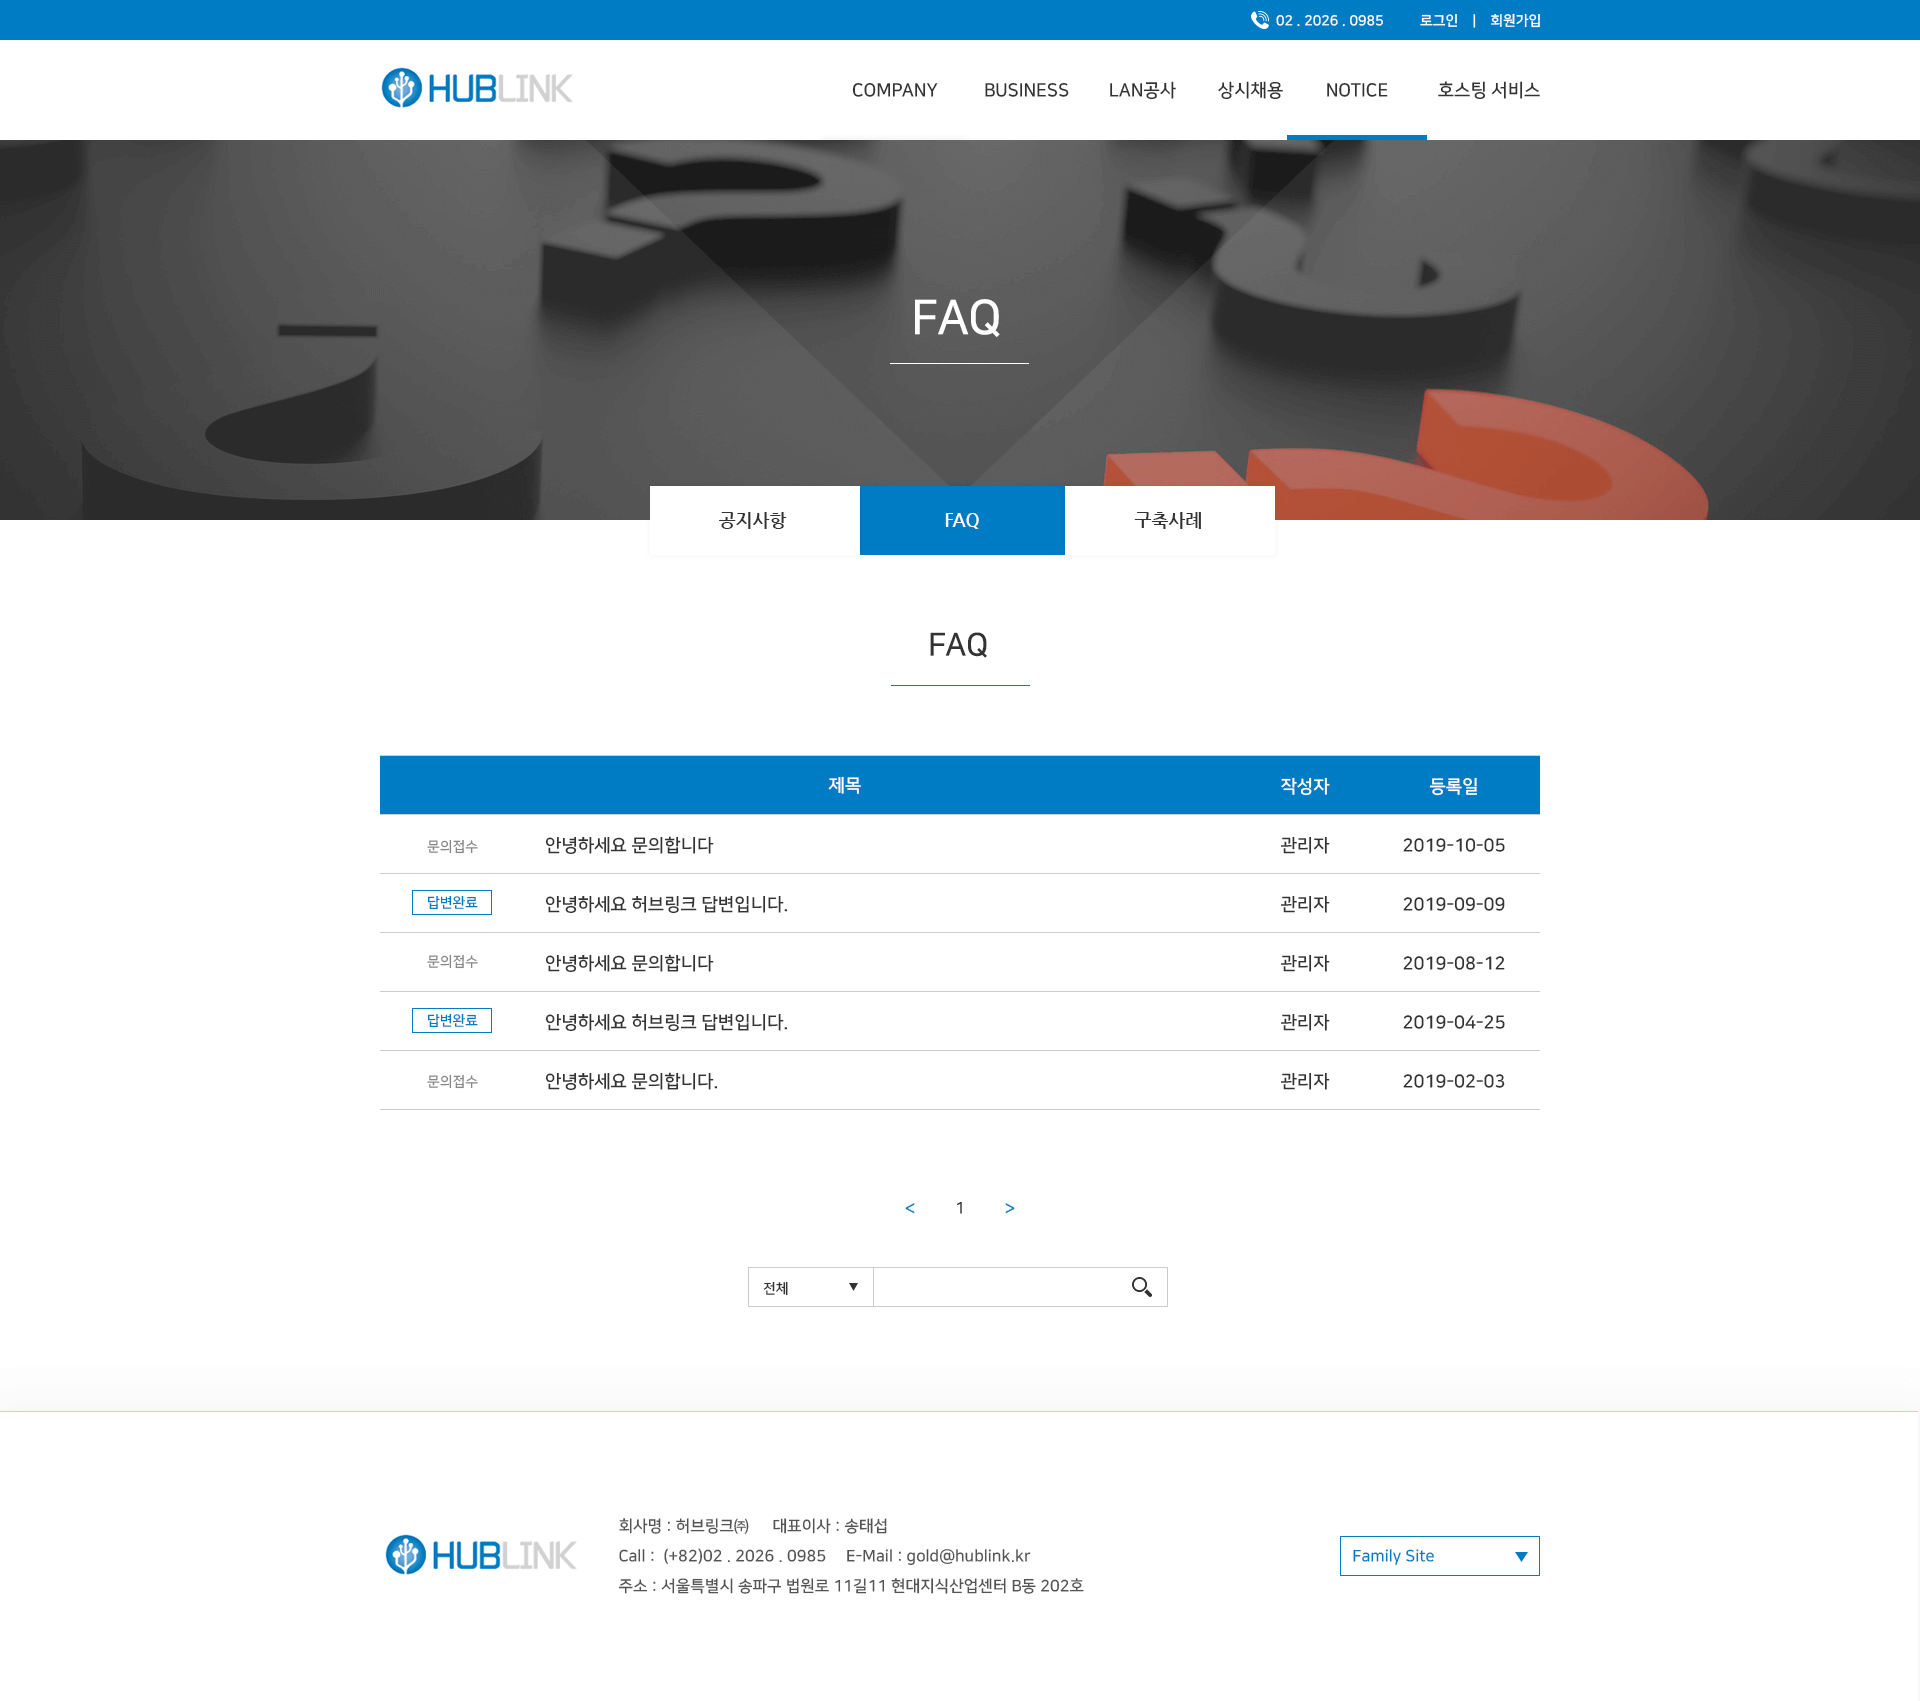 02 . 2026 . 0985 로그인 | 회원가입
HUBLINK COMPANY BUSINESS LAN공사 상시채용 NOTICE 호스팅 서비스
FAQ
공지사항 FAQ 구축사례
FAQ
제목 작성자 등록일
문의접수 안녕하세요 문의합니다 관리자 2019-10-05
답변완료 안녕하세요 허브링크 답변입니다. 관리자 2019-09-09
문의접수 안녕하세요 문의합니다 관리자 2019-08-12
답변완료 안녕하세요 허브링크 답변입니다. 관리자 2019-04-25
문의접수 안녕하세요 문의합니다. 관리자 2019-02-03
< 1 >
전체
회사명 : 허브링크㈜ 대표이사 : 송태섭
HUBLINK Call : (+82)02 . 2026 . 0985 E-Mail : gold@hublink.kr Family Site
주소 : 서울특별시 송파구 법원로 11길11 현대지식산업센터 B동 202호